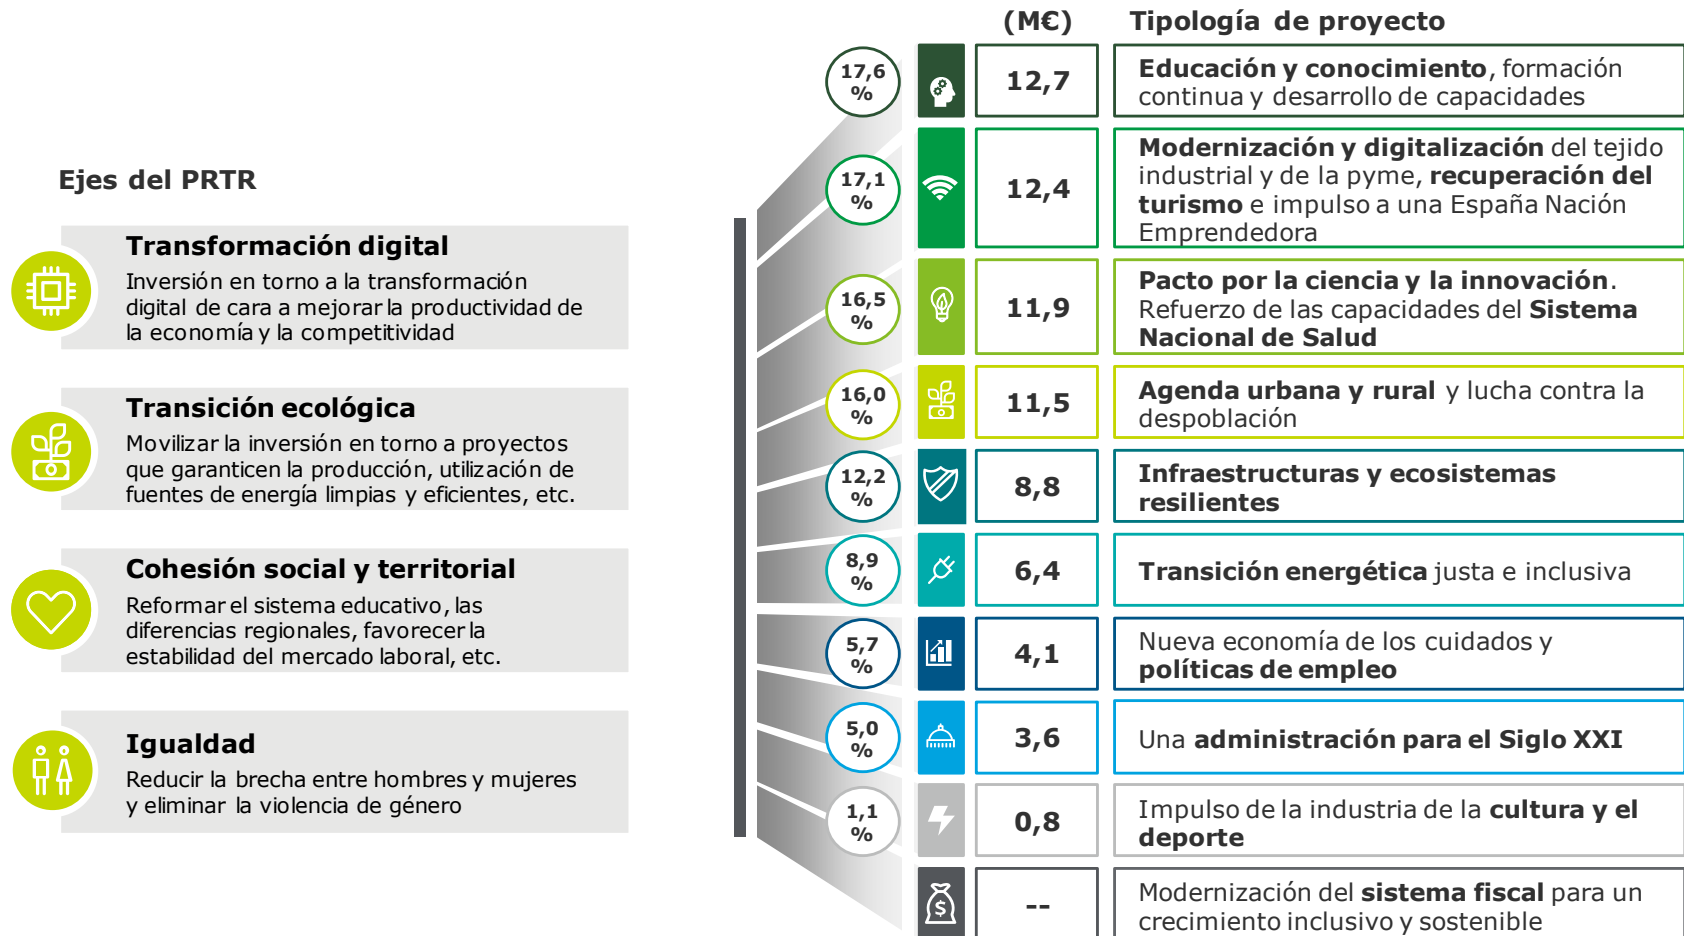 Ejes del PRTR
Transformación digital
Inversión en torno a la transformación
digital de cara a mejorar la productividad de
la economía y la competitividad
Transición ecológica
Movilizar la inversión en torno a proyectos
que garanticen la producción, utilización de
fuentes de energía limpias y eficientes, etc.
Cohesión social y territorial
Reformar el sistema educativo, las
diferencias regionales, favorecer la
estabilidad del mercado laboral, etc.
Igualdad
Reducir la brecha entre hombres y mujeres
y eliminar la violencia de género
(M€)
Tipología de proyecto
17,6
%
12,7
Educación y conocimiento, formación
continua y desarrollo de capacidades
17,1
%
12,4
Modernización y digitalización del tejido
industrial y de la pyme, recuperación del
turismo e impulso a una España Nación
Emprendedora
16,5
%
11,9
Pacto por la ciencia y la innovación.
Refuerzo de las capacidades del Sistema
Nacional de Salud
16,0
%
11,5
Agenda urbana y rural y lucha contra la
despoblación
12,2
%
8,8
Infraestructuras y ecosistemas
resilientes
8,9
%
6,4
Transición energética justa e inclusiva
5,7
%
4,1
Nueva economía de los cuidados y
políticas de empleo
5,0
%
3,6
Una administración para el Siglo XXI
1,1
%
0,8
Impulso de la industria de la cultura y el
deporte
$
--
Modernización del sistema fiscal para un
crecimiento inclusivo y sostenible